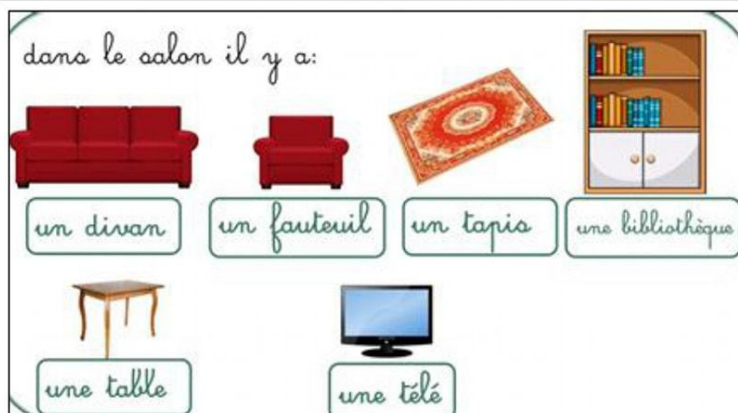 dans le salon il y a:
un divan
un fauteuil
un tapis
une bibliothèque
une table
une télé